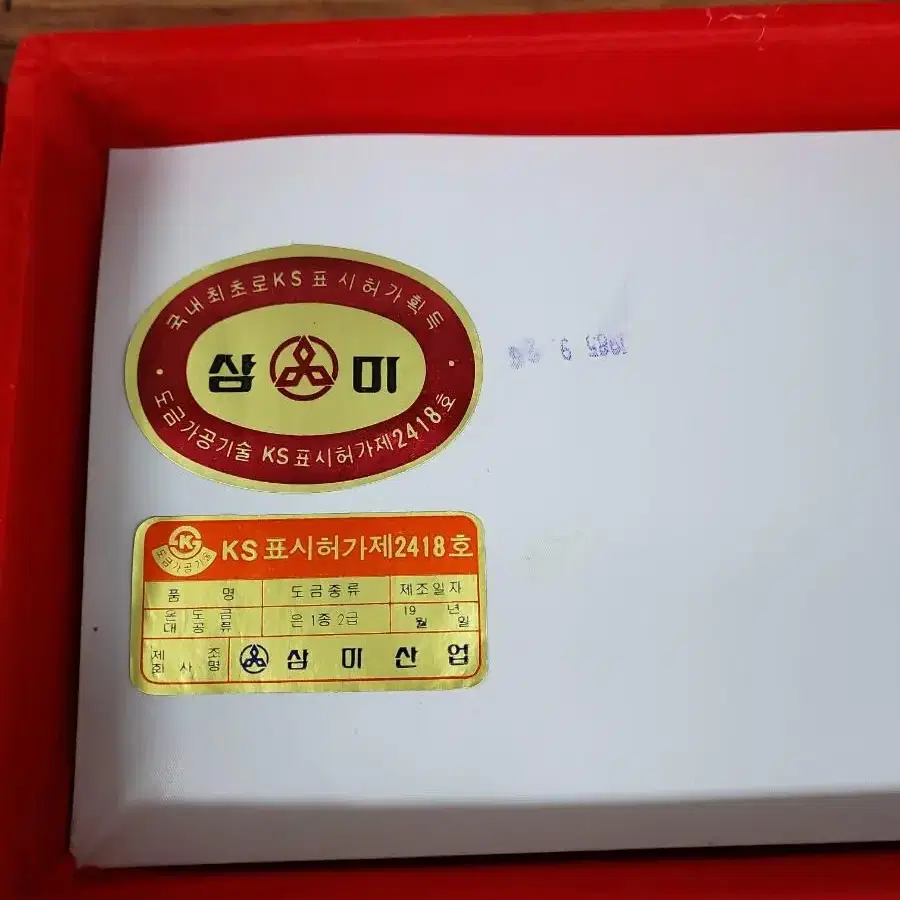 국내최초로KS표시허가획득
삼 미
도금가공기술 KS표시허가제2418호
K
도금가공기술
KS표시허가제2418호
품 명 도금종류 제조일자
은 도 금 은 1종 2급 19 년
대 공 류 월 일
제 조
회 사 명 삼 미 산 업